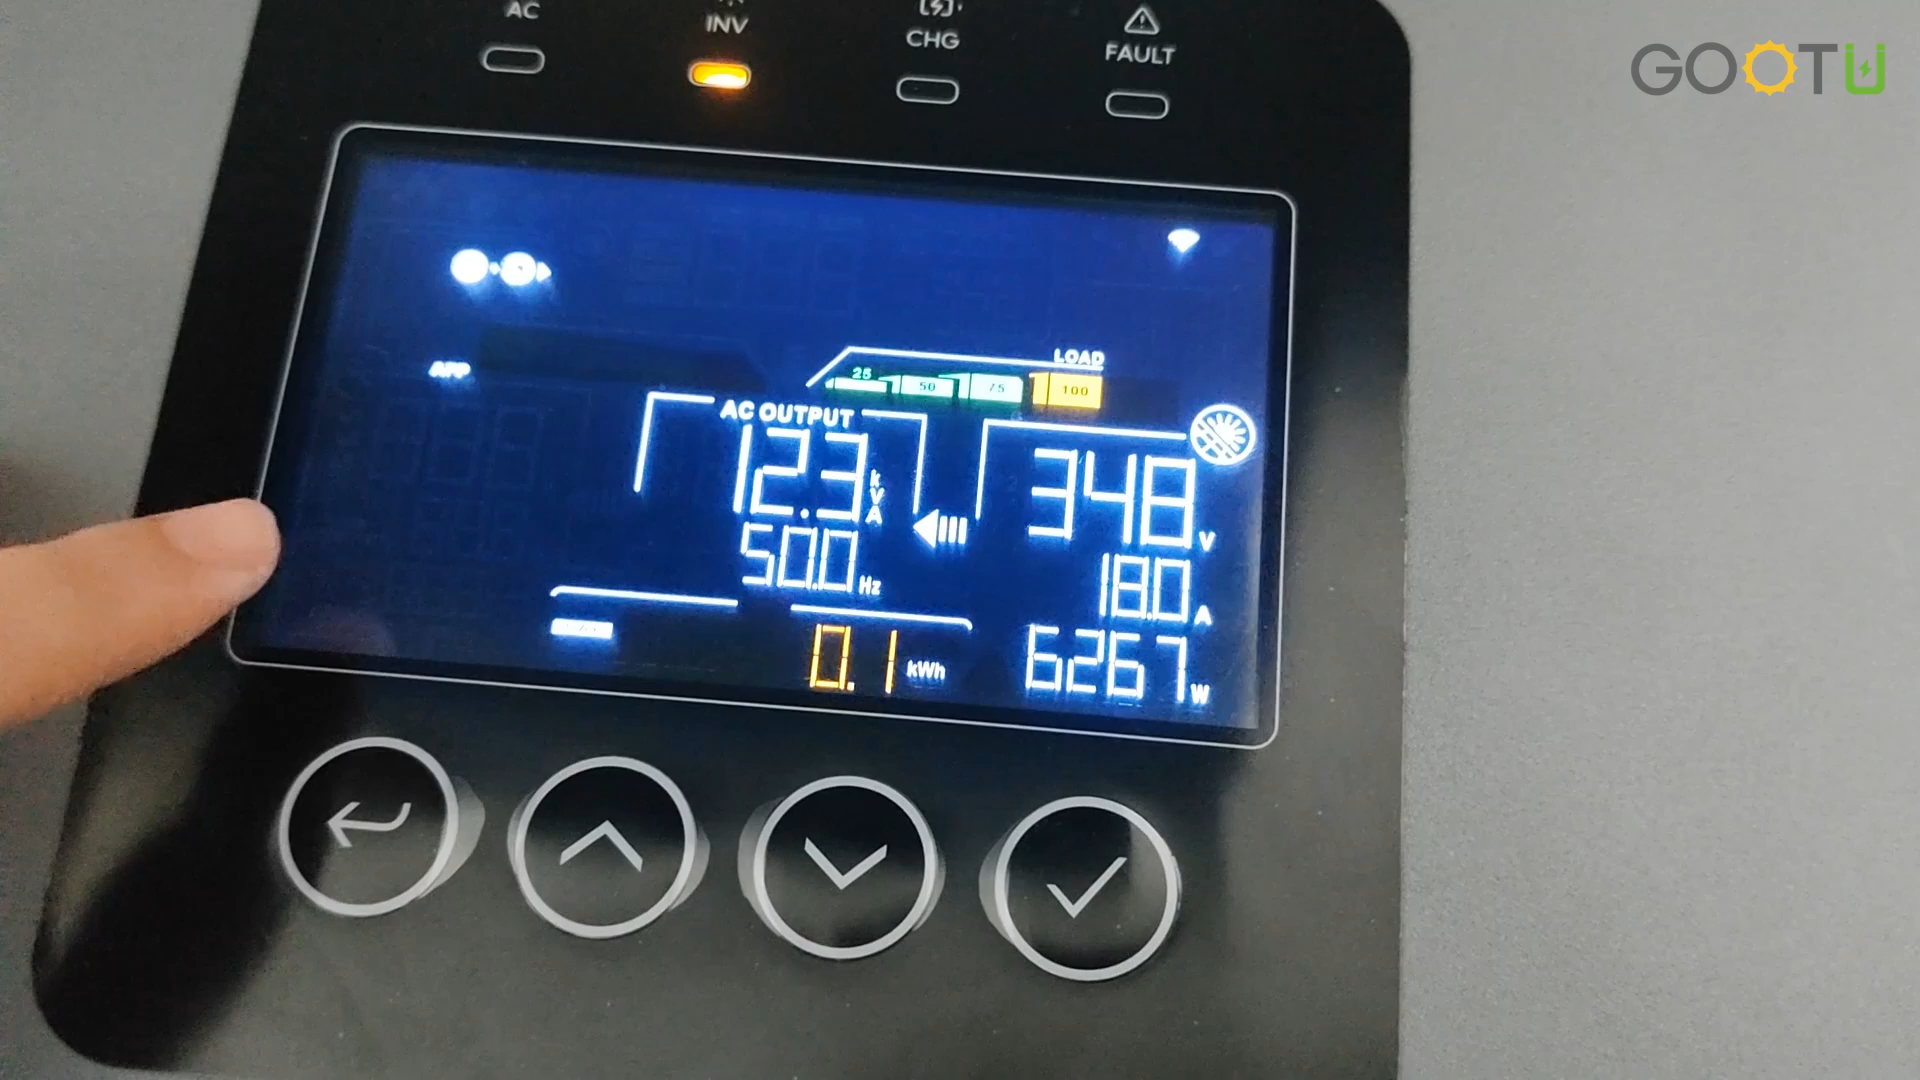 AC
INV
CHG
FAULT
GOOTU
LOAD
25 50 75 100
APP
AC OUTPUT
12.3 kVA
50.0 Hz
348 V
18.0 A
0.1 kWh
6267 W